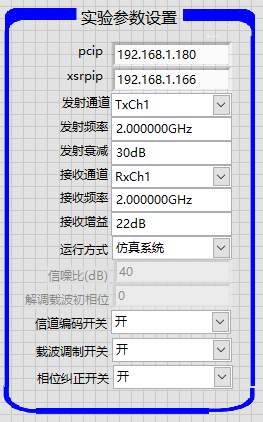 实验参数设置
pcip 192.168.1.180
xsrpip 192.168.1.166
发射通道 TxCh1
发射频率 2.000000GHz
发射衰减 30dB
接收通道 RxCh1
接收频率 2.000000GHz
接收增益 22dB
运行方式 仿真系统
信噪比(dB) 40
解调载波初相位 0
信道编码开关 开
载波调制开关 开
相位纠正开关 开